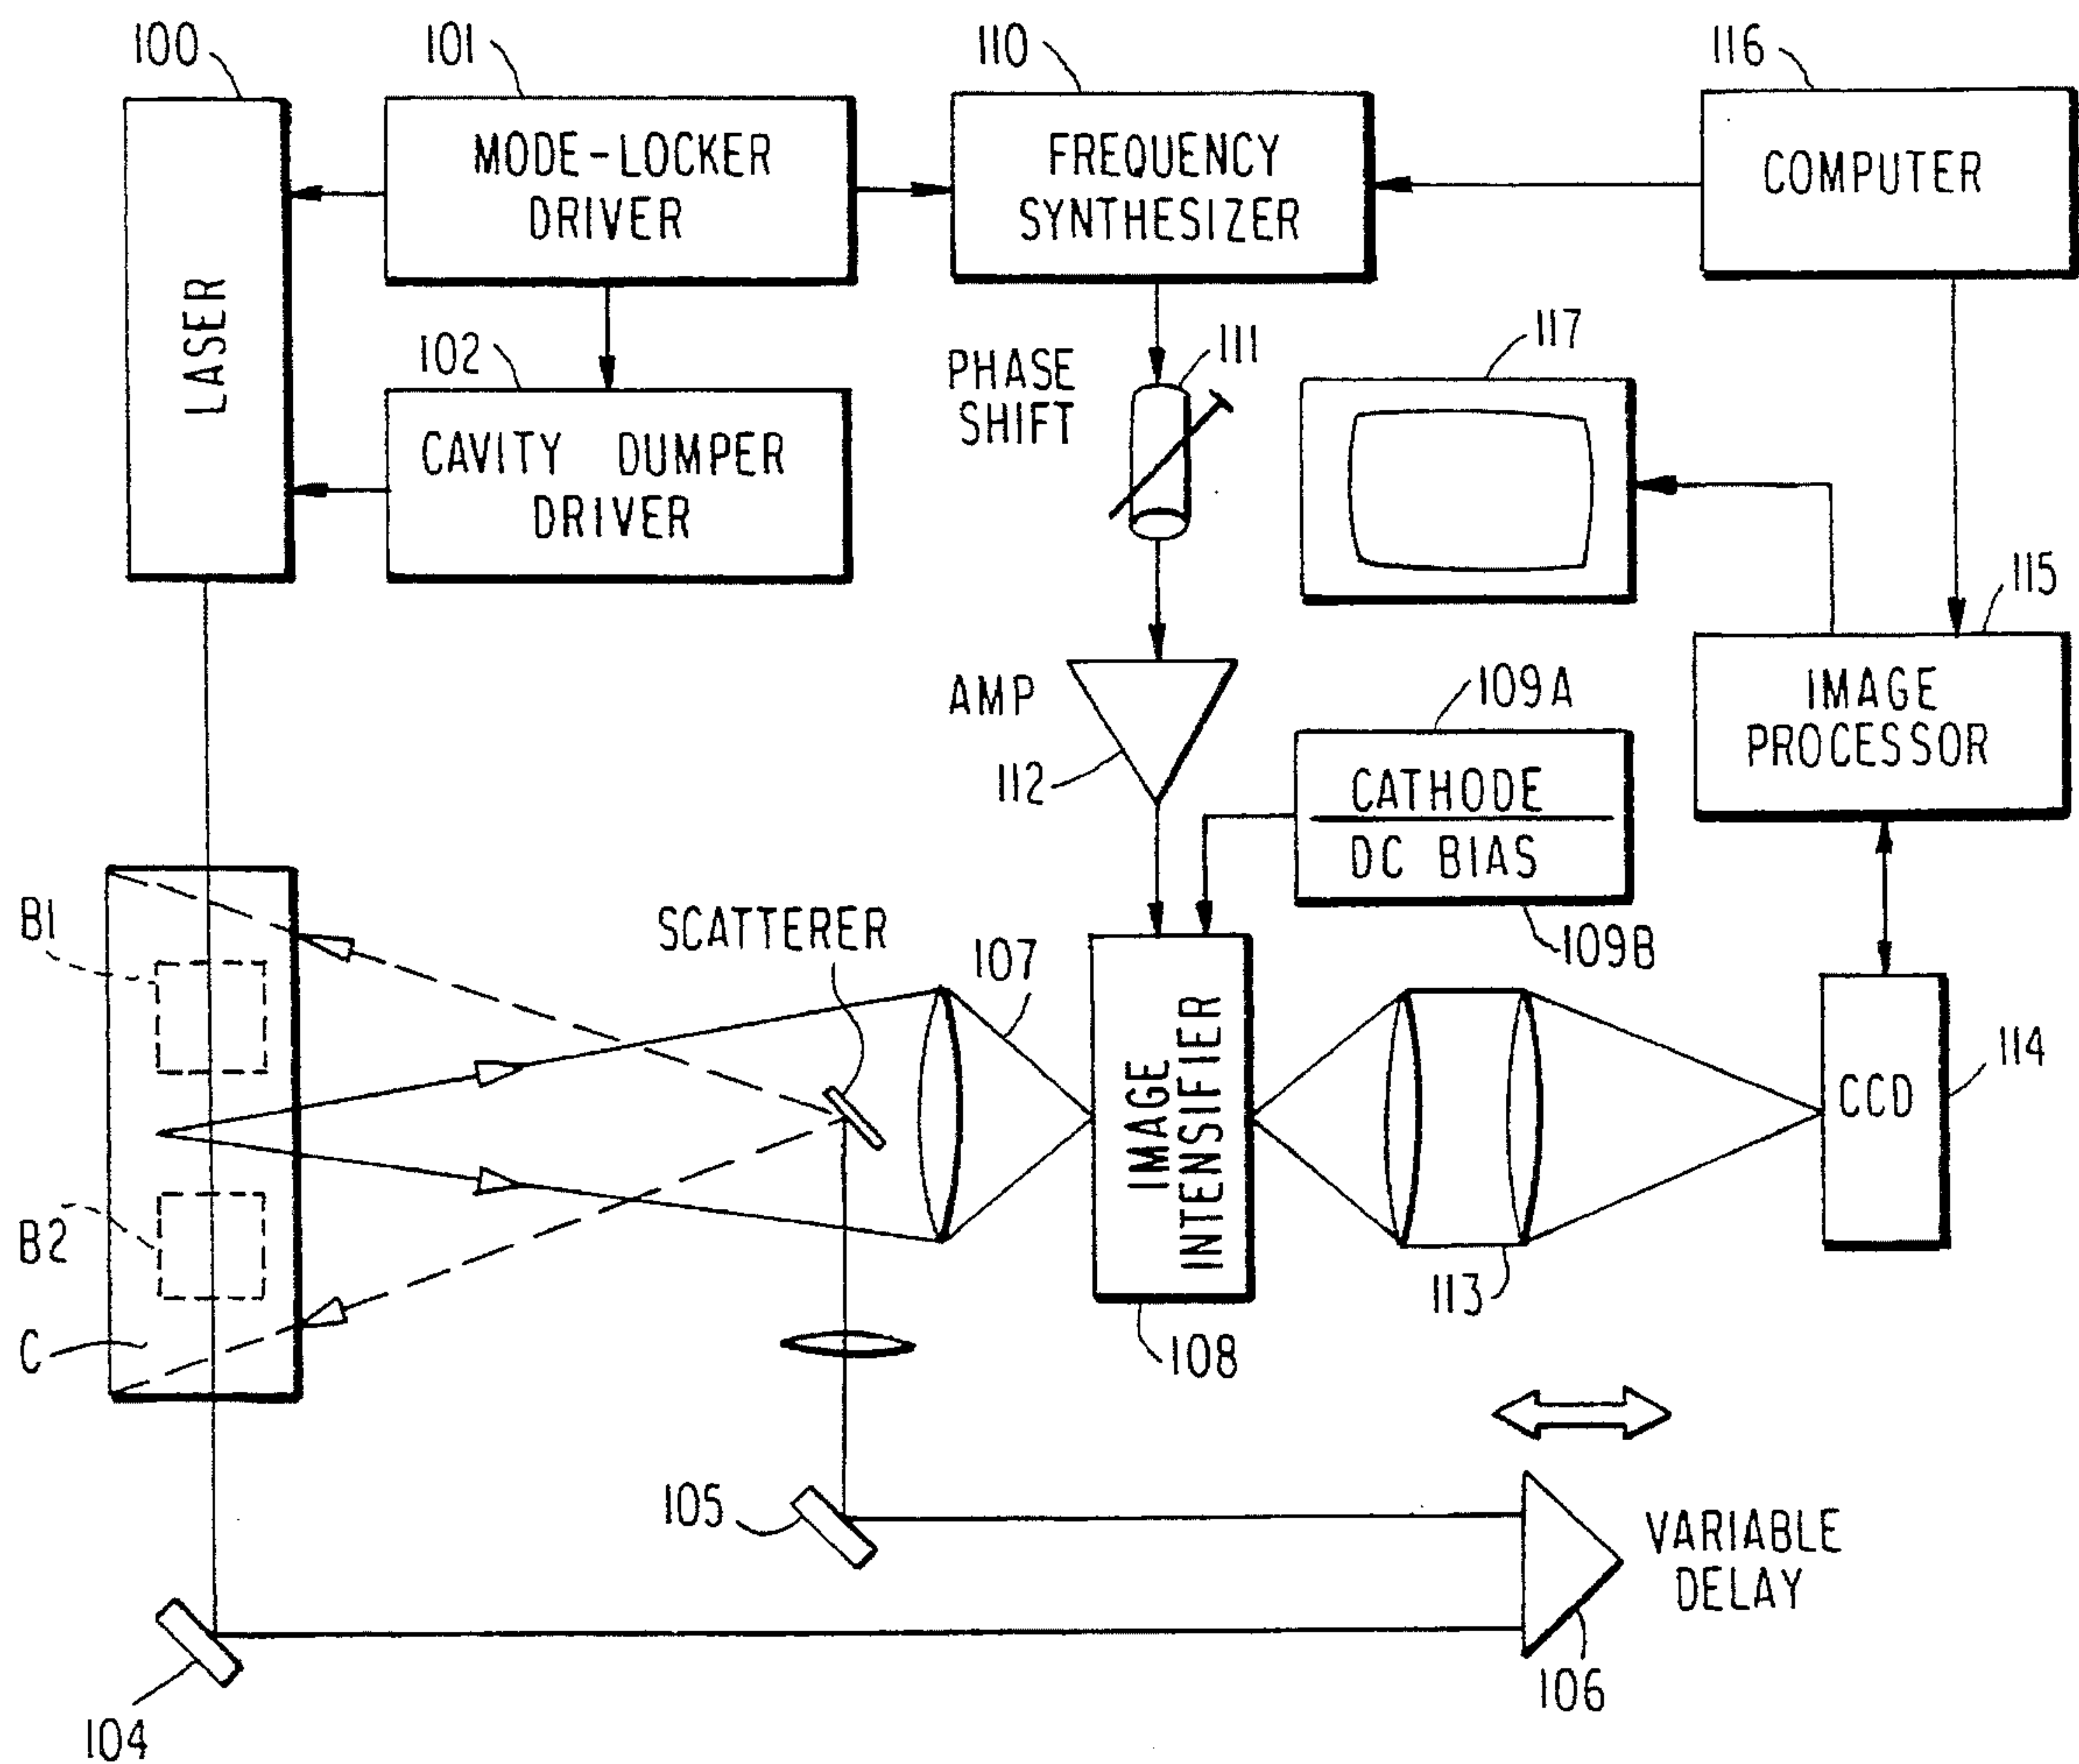 100
101
110
116
MODE-LOCKER
DRIVER
FREQUENCY
SYNTHESIZER
COMPUTER
LASER
102
PHASE
SHIFT
111
117
CAVITY DUMPER
DRIVER
115
AMP
112
109A
IMAGE
PROCESSOR
CATHODE
DC BIAS
109B
B1
SCATTERER
107
IMAGE
INTENSIFIER
CCD
114
B2
C
113
108
105
VARIABLE
DELAY
106
104